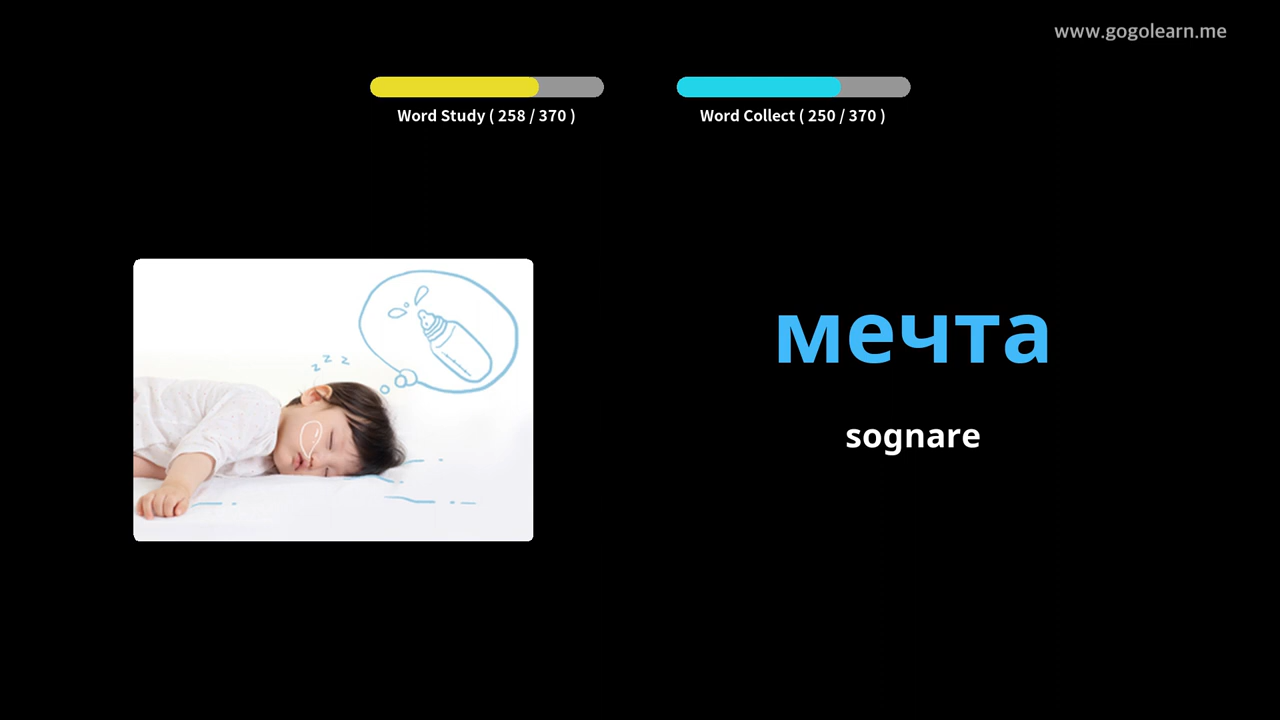 www.gogolearn.me
Word Study ( 258 / 370 )
Word Collect ( 250 / 370 )
z z z
мечта
sognare